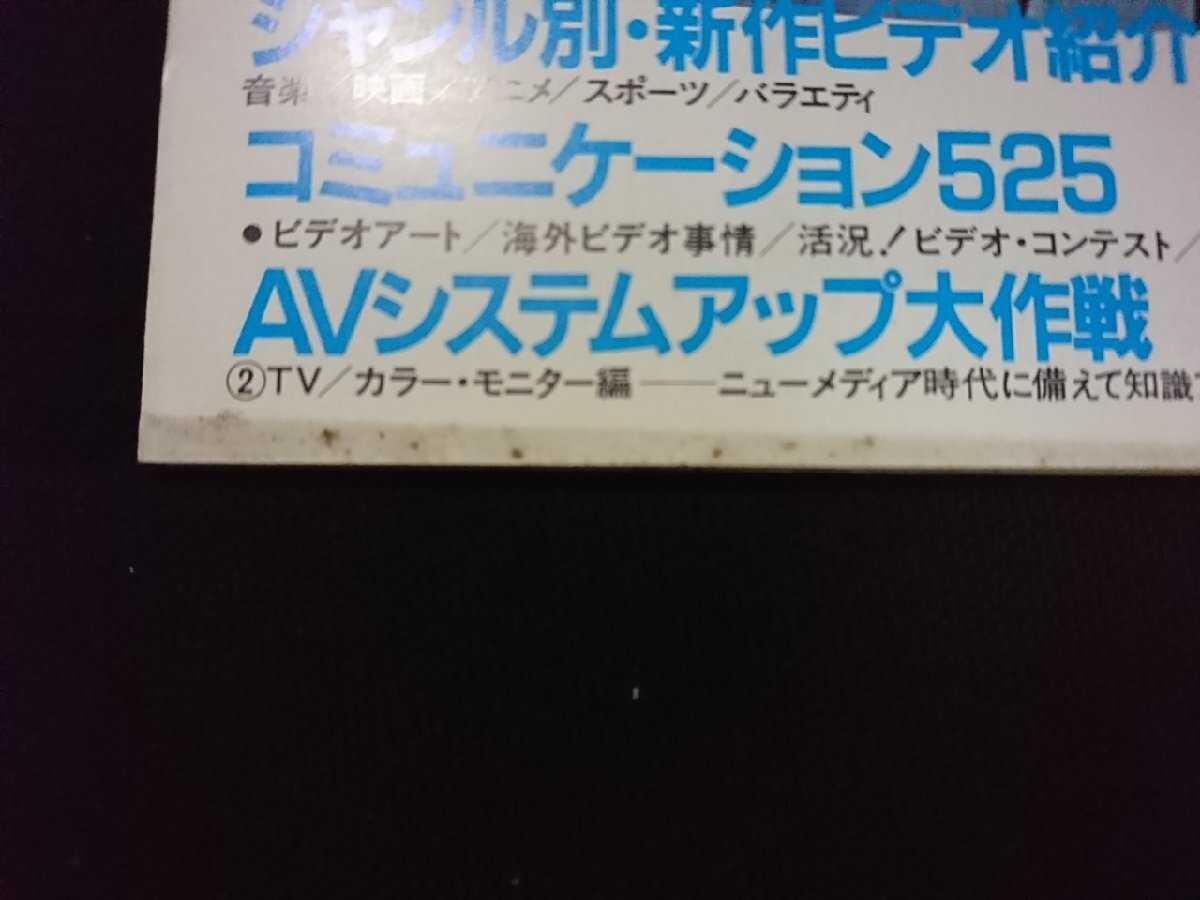 ジャンル別・新作ビデオ紹介
音楽/映画/アニメ/スポーツ/バラエティ
コミュニケーション525
●ビデオアート/海外ビデオ事情/活況!ビデオ・コンテスト/
AVシステムアップ大作戦
②TV/カラー・モニター編――ニューメディア時代に備えて知識